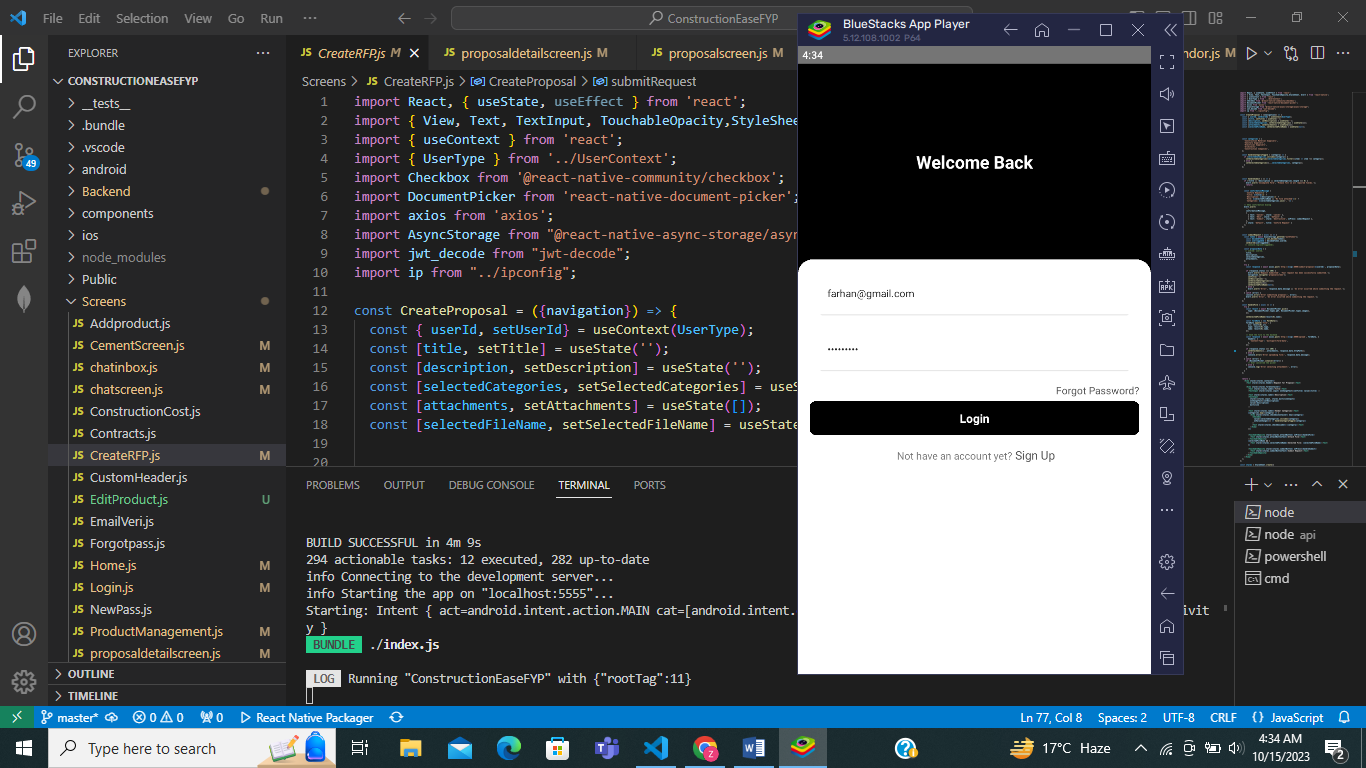 File Edit Selection View Go Run ···
ConstructionEaseFYP
EXPLORER
CONSTRUCTIONEASEFYP
__tests__
.bundle
.vscode
android
Backend
components
ios
node_modules
Public
Screens
JS Addproduct.js
JS CementScreen.js M
JS chatinbox.js M
JS chatscreen.js M
JS ConstructionCost.js
JS Contracts.js
JS CreateRFP.js M
JS CustomHeader.js
JS EditProduct.js U
JS EmailVeri.js
JS Forgotpass.js
JS Home.js M
JS Login.js M
JS NewPass.js
JS ProductManagement.js M
JS proposaldetailscreen.js M
OUTLINE
TIMELINE
49
JS CreateRFP.js M
JS proposaldetailscreen.js M
JS proposalscreen.js M
ndor.js M
Screens > JS CreateRFP.js > CreateProposal > submitRequest
1 import React, { useState, useEffect } from 'react';
2 import { View, Text, TextInput, TouchableOpacity,StyleShee
3 import { useContext } from 'react';
4 import { UserType } from '../UserContext';
5 import Checkbox from '@react-native-community/checkbox';
6 import DocumentPicker from 'react-native-document-picker';
7 import axios from 'axios';
8 import AsyncStorage from "@react-native-async-storage/asyn
9 import jwt_decode from "jwt-decode";
10 import ip from "../ipconfig";
11
12 const CreateProposal = ({navigation}) => {
13 const { userId, setUserId} = useContext(UserType);
14 const [title, setTitle] = useState('');
15 const [description, setDescription] = useState('');
16 const [selectedCategories, setSelectedCategories] = useS
17 const [attachments, setAttachments] = useState([]);
18 const [selectedFileName, setSelectedFileName] = useState
19
20
PROBLEMS OUTPUT DEBUG CONSOLE TERMINAL PORTS
BUILD SUCCESSFUL in 4m 9s
294 actionable tasks: 12 executed, 282 up-to-date
info Connecting to the development server...
info Starting the app on "localhost:5555"...
Starting: Intent { act=android.intent.action.MAIN cat=[android.intent.
ivit
y }
BUNDLE ./index.js
LOG Running "ConstructionEaseFYP" with {"rootTag":11}
node
node api
powershell
cmd
BlueStacks App Player
5.12.108.1002 P64
4:34
Welcome Back
farhan@gmail.com
•••••••••
Forgot Password?
Login
Not have an account yet? Sign Up
master* 0 0 0 React Native Packager
Ln 77, Col 8 Spaces: 2 UTF-8 CRLF {} JavaScript
Type here to search
17°C Haze
4:34 AM
10/15/2023
2